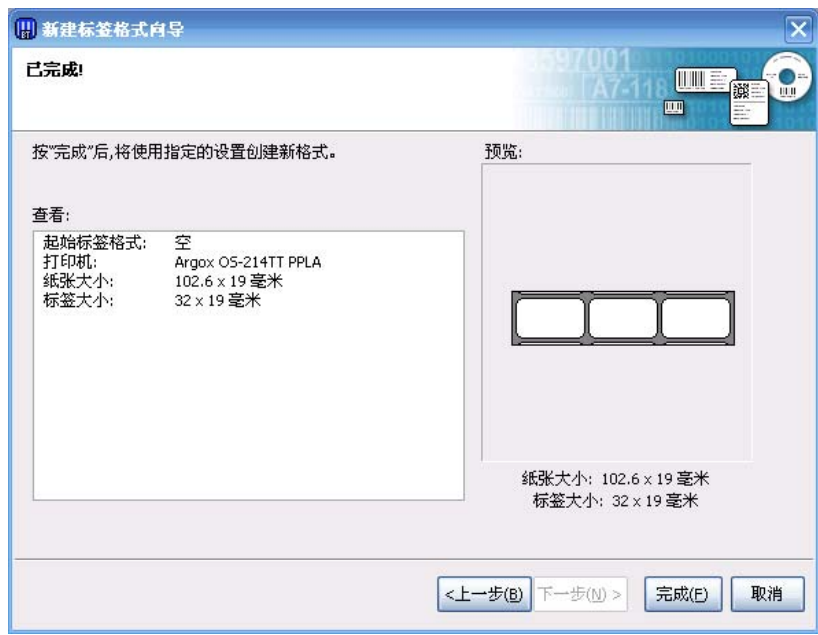 新建标签格式向导
已完成!
597001
A7-118
按"完成"后,将使用指定的设置创建新格式。
预览:
查看:
起始标签格式: 空
打印机: Argox OS-214TT PPLA
纸张大小: 102.6 x 19 毫米
标签大小: 32 x 19 毫米
纸张大小: 102.6 x 19 毫米
标签大小: 32 x 19 毫米
<上一步(B) 下一步(N) > 完成(F) 取消